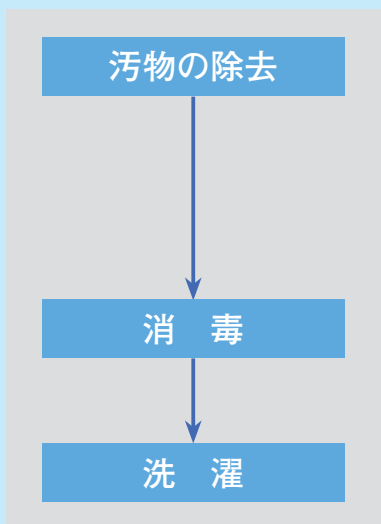 汚物の除去
消　毒
洗　濯